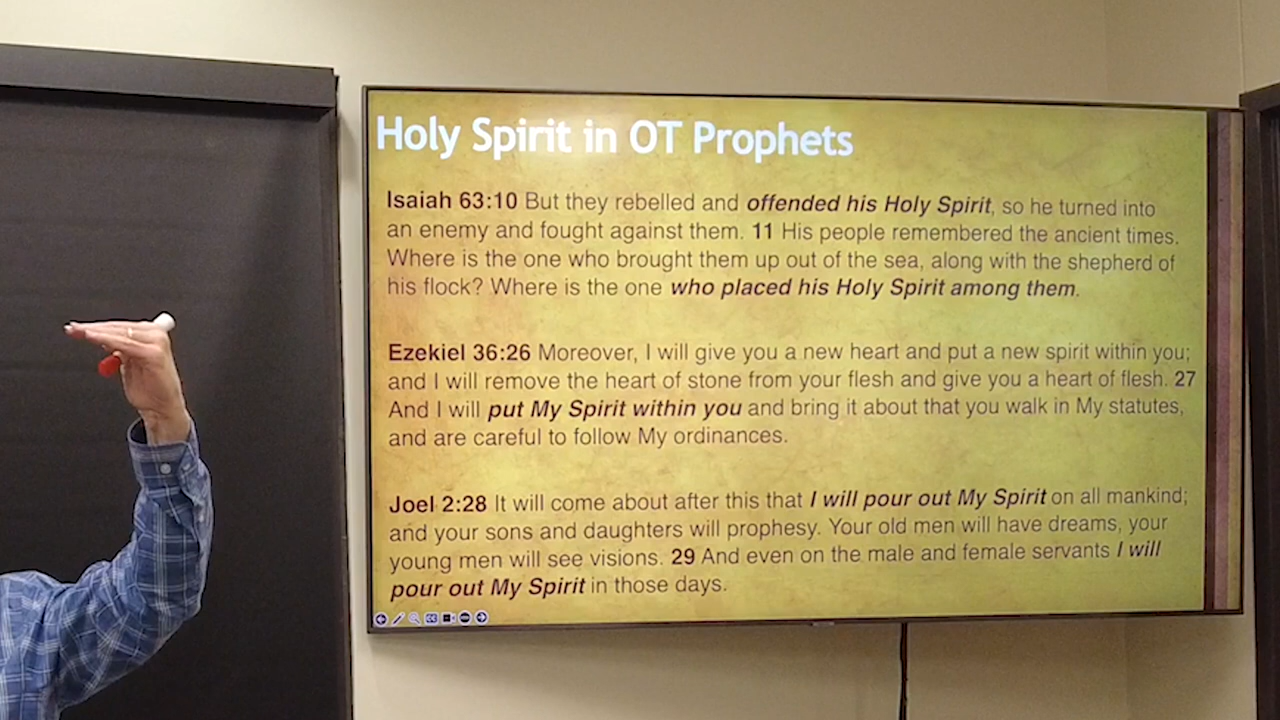 Holy Spirit in OT Prophets
Isaiah 63:10 But they rebelled and offended his Holy Spirit, so he turned into
an enemy and fought against them. 11 His people remembered the ancient times.
Where is the one who brought them up out of the sea, along with the shepherd of
his flock? Where is the one who placed his Holy Spirit among them.
Ezekiel 36:26 Moreover, I will give you a new heart and put a new spirit within you;
and I will remove the heart of stone from your flesh and give you a heart of flesh. 27
And I will put My Spirit within you and bring it about that you walk in My statutes,
and are careful to follow My ordinances.
Joel 2:28 It will come about after this that I will pour out My Spirit on all mankind;
and your sons and daughters will prophesy. Your old men will have dreams, your
young men will see visions. 29 And even on the male and female servants I will
pour out My Spirit in those days.